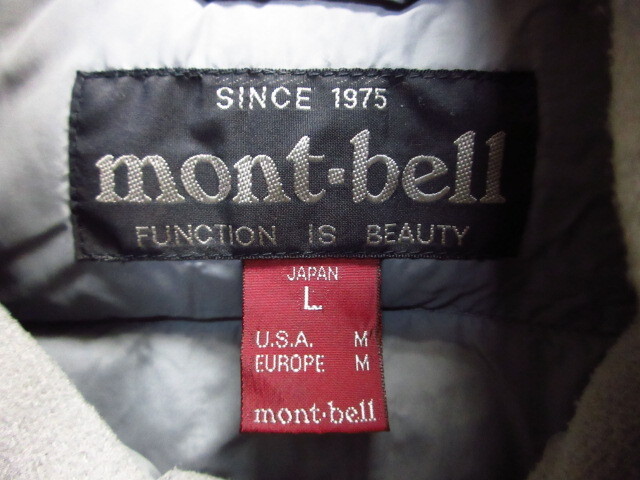 SINCE 1975
mont-bell
FUNCTION IS BEAUTY
JAPAN
L
U.S.A. M
EUROPE M
mont-bell